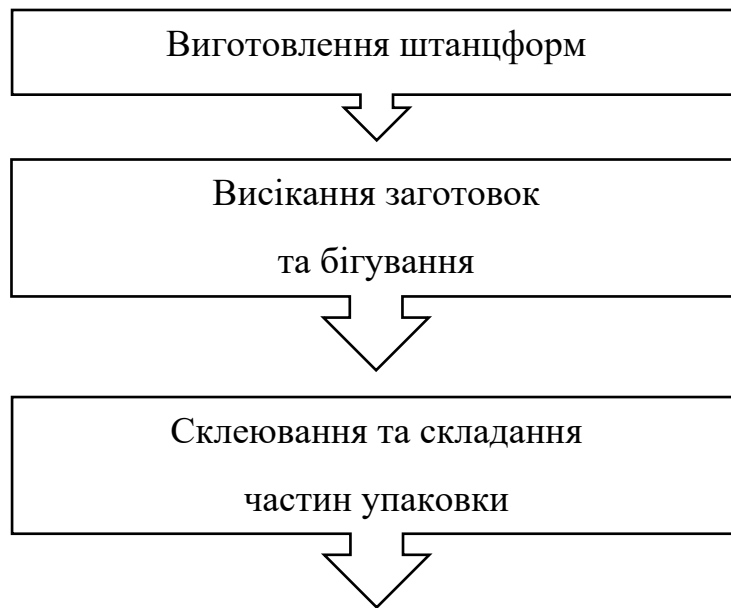 Виготовлення штанцформ
Висікання заготовок
та бігування
Склеювання та складання
частин упаковки